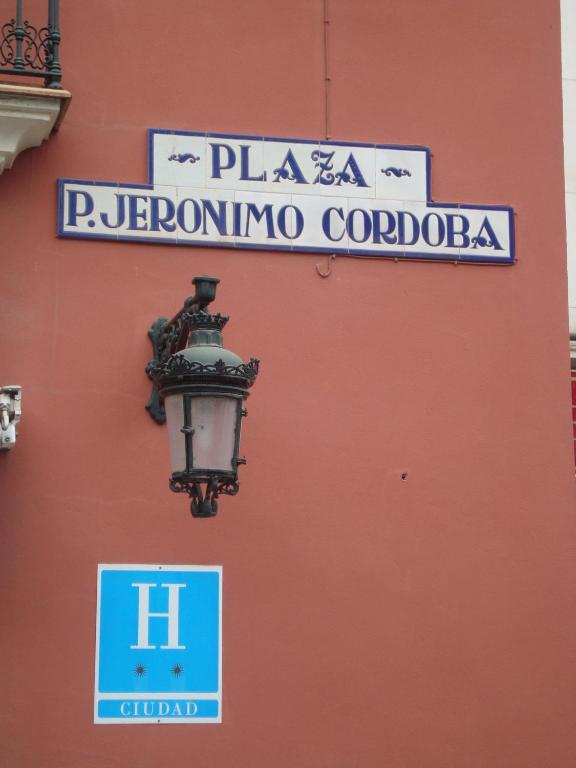 PLAZA
P. JERONIMO CORDOBA
H
CIUDAD